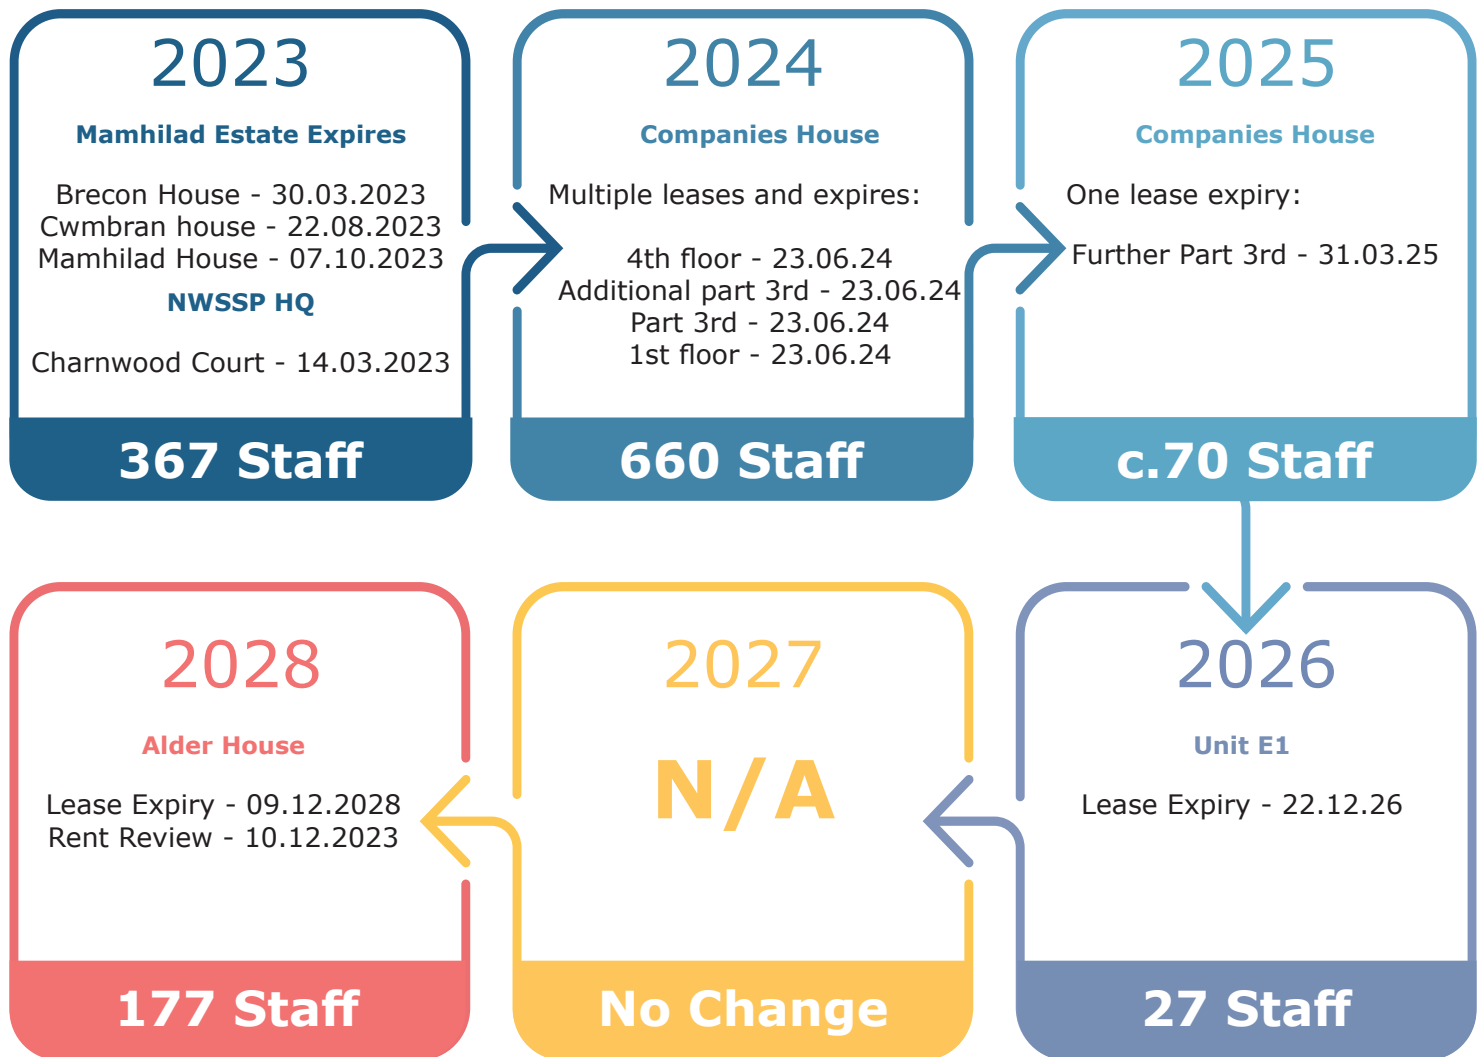 2023
Mamhilad Estate Expires
Brecon House - 30.03.2023
Cwmbran house - 22.08.2023
Mamhilad House - 07.10.2023
NWSSP HQ
Charnwood Court - 14.03.2023
367 Staff
2024
Companies House
Multiple leases and expires:
4th floor - 23.06.24
Additional part 3rd - 23.06.24
Part 3rd - 23.06.24
1st floor - 23.06.24
660 Staff
2025
Companies House
One lease expiry:
Further Part 3rd - 31.03.25
c.70 Staff
2026
Unit E1
Lease Expiry - 22.12.26
27 Staff
2027
N/A
No Change
2028
Alder House
Lease Expiry - 09.12.2028
Rent Review - 10.12.2023
177 Staff